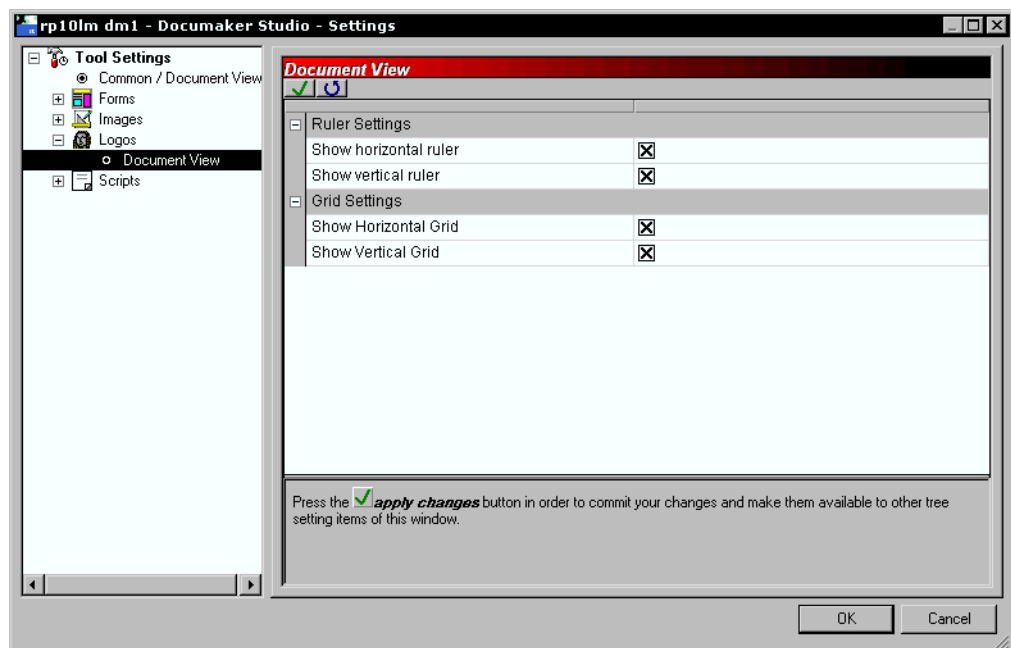 rp10lm dm1 - Documaker Studio - Settings
Tool Settings
Common / Document View
Forms
Images
Logos
Document View
Scripts
Document View
Ruler Settings
Show horizontal ruler
Show vertical ruler
Grid Settings
Show Horizontal Grid
Show Vertical Grid
Press the apply changes button in order to commit your changes and make them available to other tree
setting items of this window.
OK
Cancel